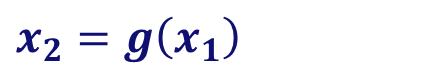 x₂ = g(x₁)